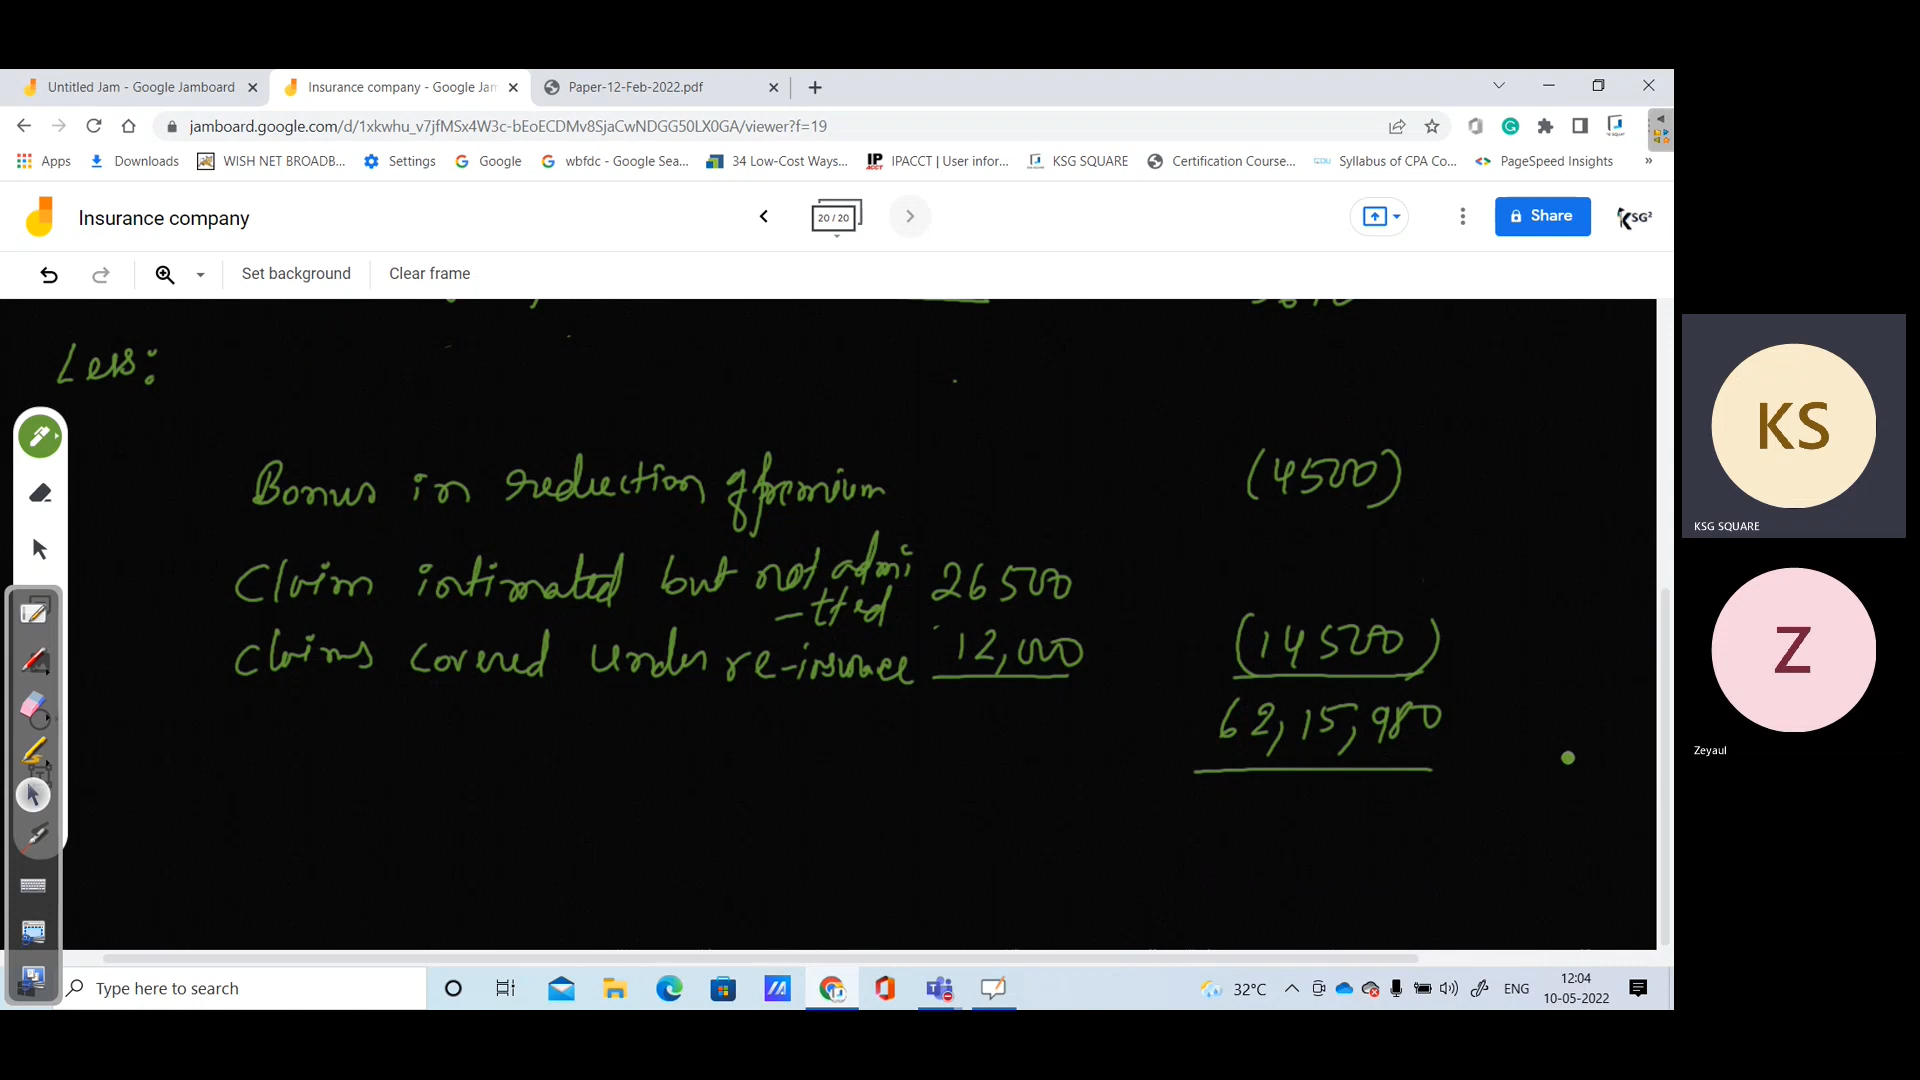 Untitled Jam - Google Jamboard
Insurance company - Google Jam
Paper-12-Feb-2022.pdf
jamboard.google.com/d/1xkwhu_v7jfMSx4W3c-bEoECDMv8SjaCwNDGG50LX0GA/viewer?f=19
Apps Downloads WISH NET BROADB... Settings Google wbfdc - Google Sea... 34 Low-Cost Ways... IPACCT | User infor... KSG SQUARE Certification Course... Syllabus of CPA Co... PageSpeed Insights »
Insurance company
20 / 20
Share
KSG²
Set background Clear frame
Less:
Bonus in reduction of premium (4500)
Claim intimated but not admi 26500
-tted
Claims covered under re-insurance 12,000 (14500)
62,15,980
KS
KSG SQUARE
Z
Zeyaul
Type here to search
32°C
ENG
12:04
10-05-2022